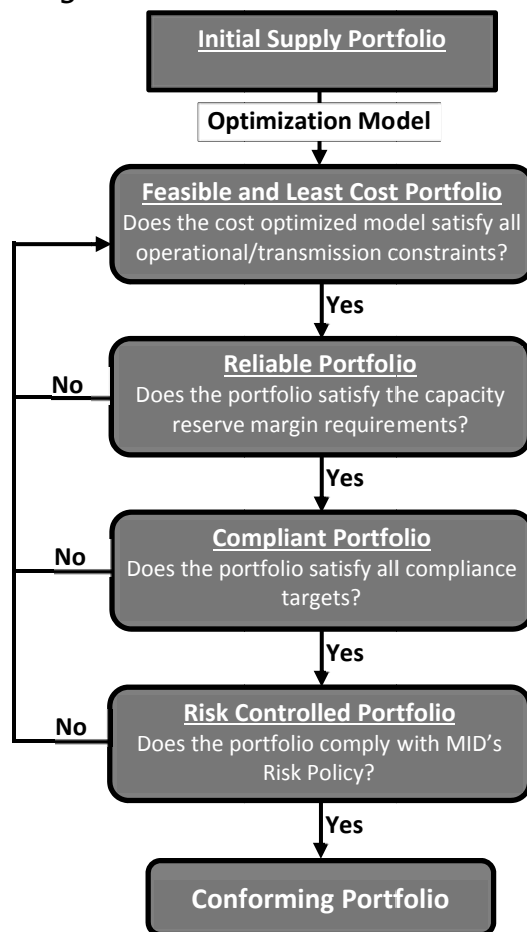 Initial Supply Portfolio
Optimization Model
Feasible and Least Cost Portfolio
Does the cost optimized model satisfy all
operational/transmission constraints?
Yes
Reliable Portfolio
No
Does the portfolio satisfy the capacity
reserve margin requirements?
Yes
Compliant Portfolio
No
Does the portfolio satisfy all compliance
targets?
Yes
Risk Controlled Portfolio
No
Does the portfolio comply with MID's
Risk Policy?
Yes
Conforming Portfolio